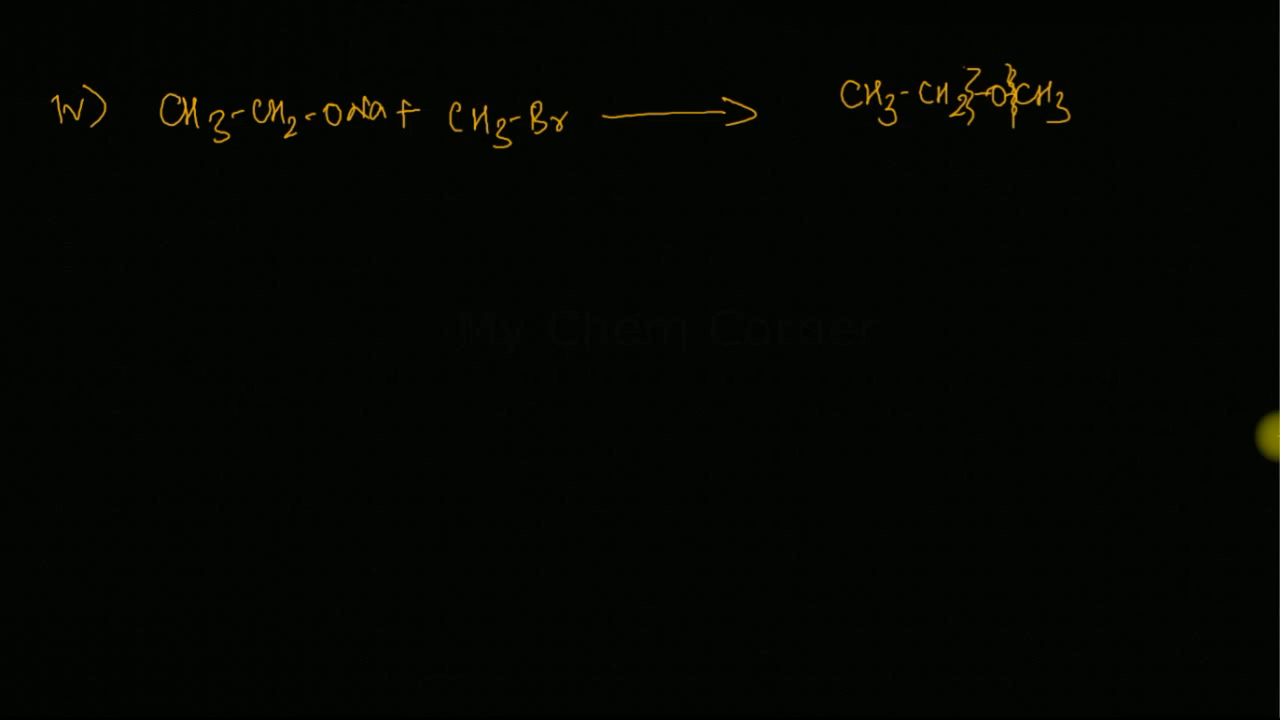 iv) CH3-CH2-ONa + CH3-Br ⟶ CH3-CH2-O-CH3
My Chem Corner